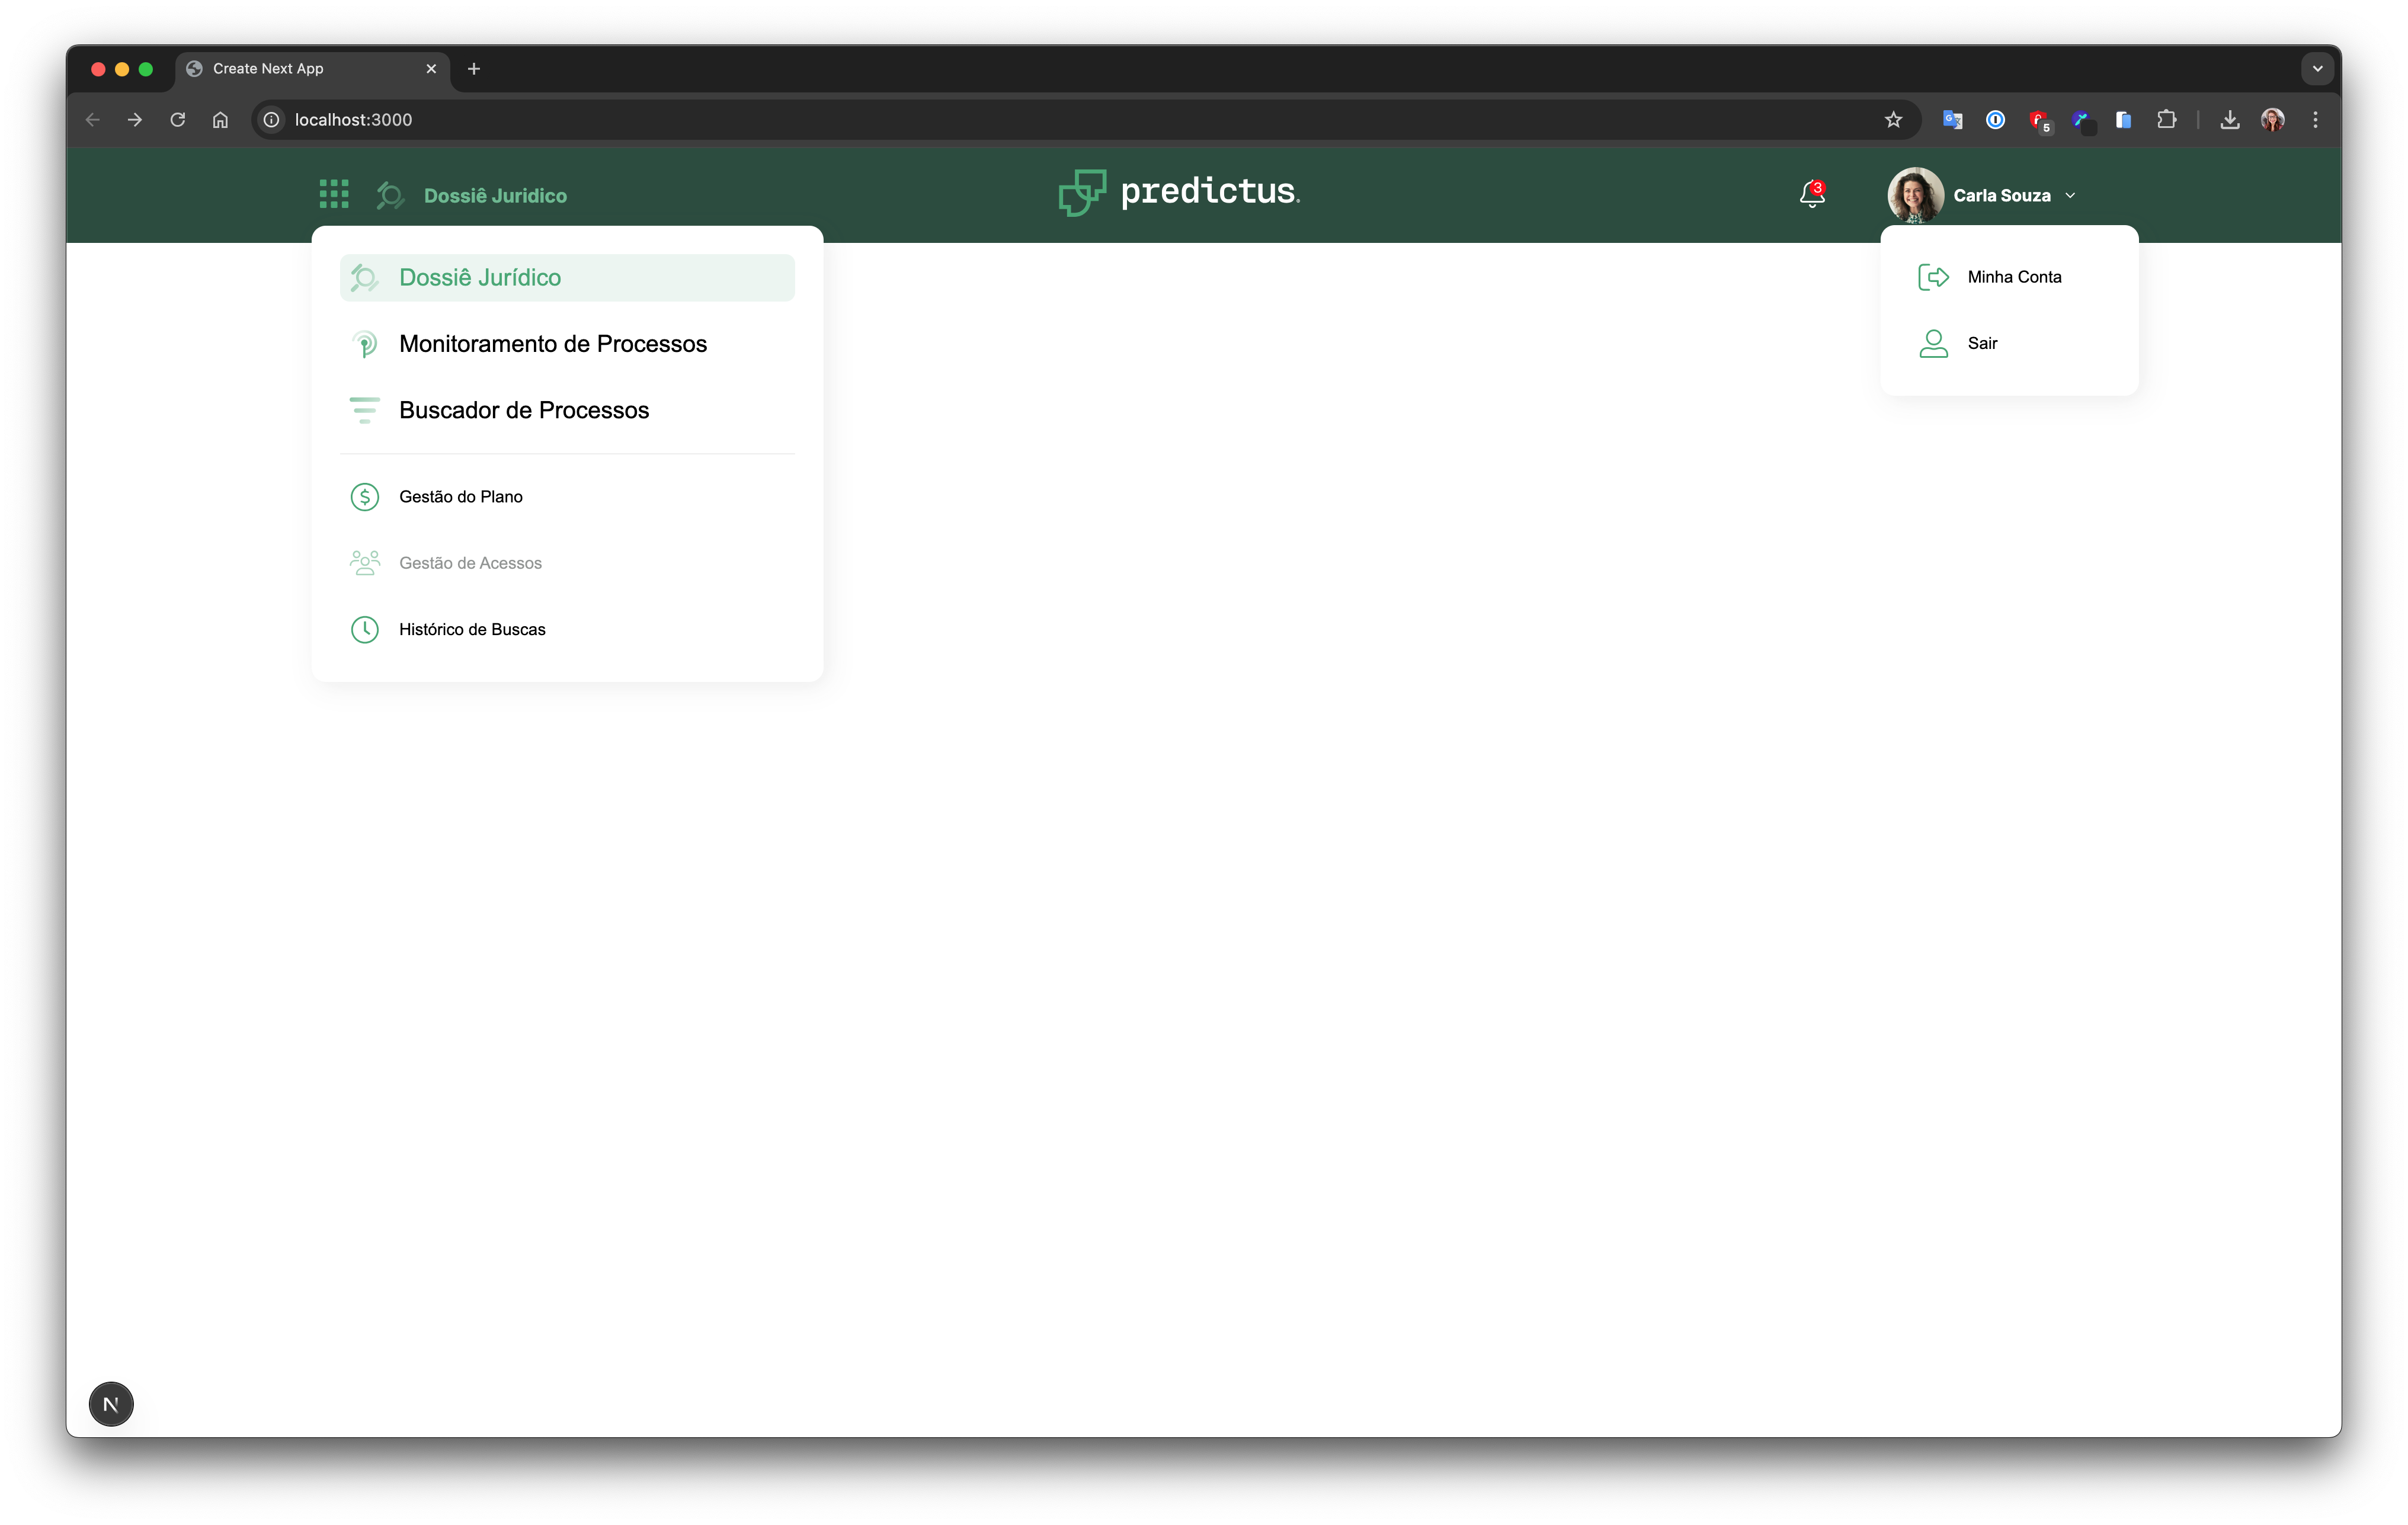 Create Next App
localhost:3000
5
Dossiê Juridico
predictus.
3
Carla Souza
Dossiê Jurídico
Monitoramento de Processos
Buscador de Processos
Gestão do Plano
Gestão de Acessos
Histórico de Buscas
Minha Conta
Sair
N